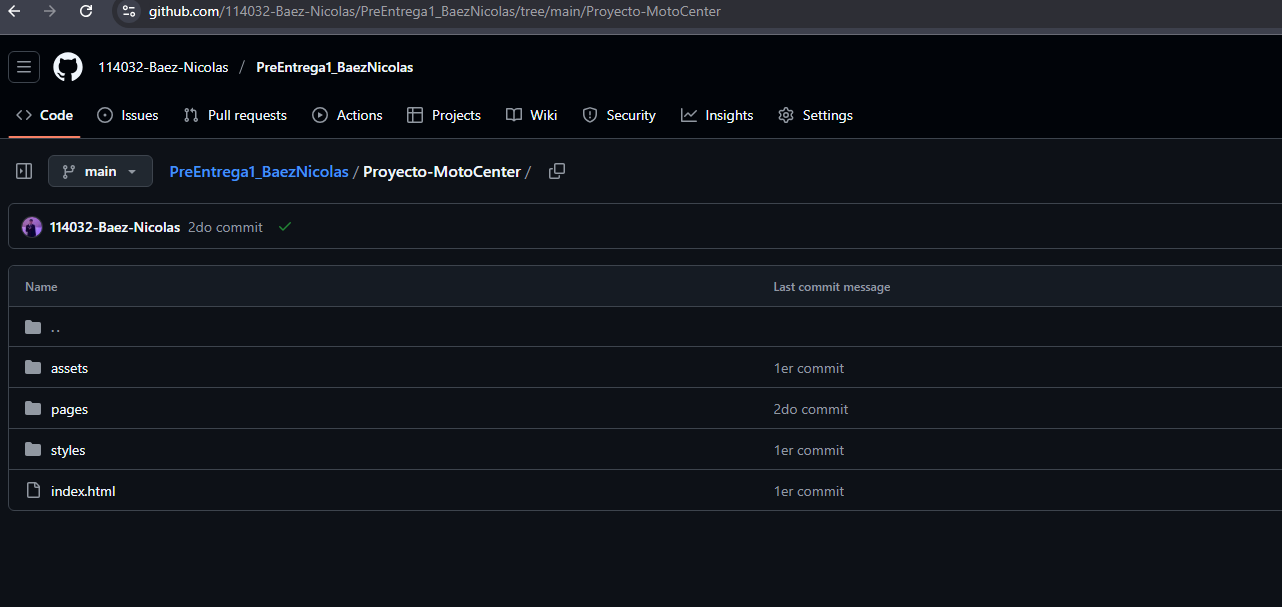 github.com/114032-Baez-Nicolas/PreEntrega1_BaezNicolas/tree/main/Proyecto-MotoCenter
114032-Baez-Nicolas / PreEntrega1_BaezNicolas
<> Code Issues Pull requests Actions Projects Wiki Security Insights Settings
main PreEntrega1_BaezNicolas / Proyecto-MotoCenter /
114032-Baez-Nicolas 2do commit
Name Last commit message
..
assets 1er commit
pages 2do commit
styles 1er commit
index.html 1er commit